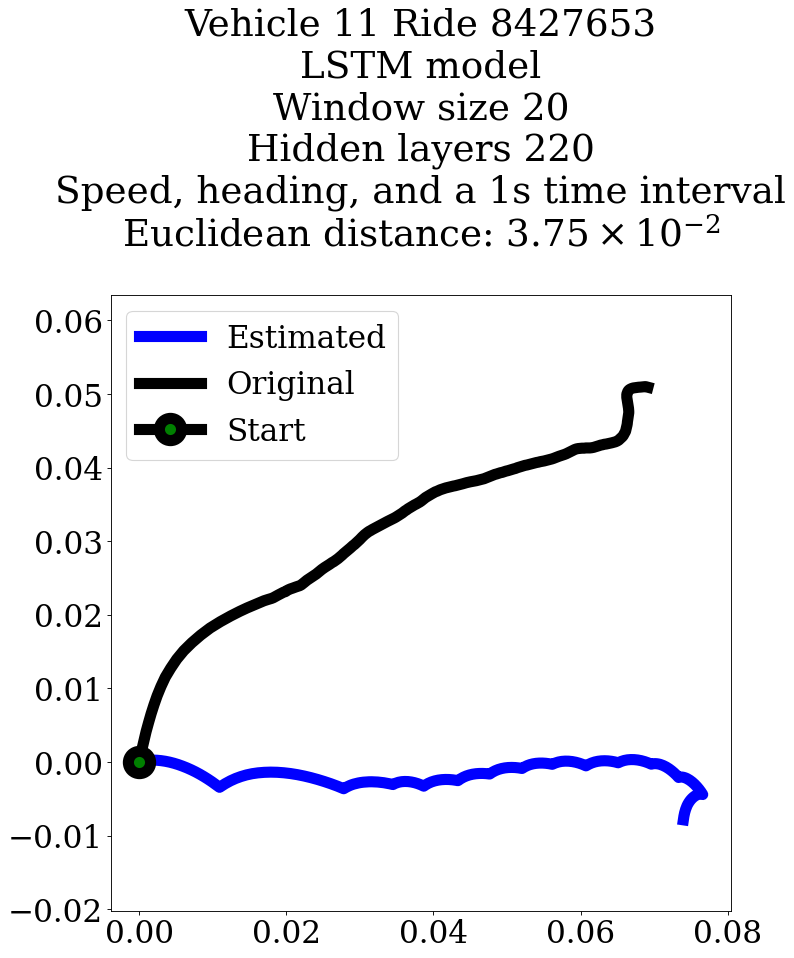 Vehicle 11 Ride 8427653
LSTM model
Window size 20
Hidden layers 220
Speed, heading, and a 1s time interval
Euclidean distance: 3.75 × 10⁻²
Estimated
Original
Start
0.06
0.05
0.04
0.03
0.02
0.01
0.00
−0.01
−0.02
0.00 0.02 0.04 0.06 0.08